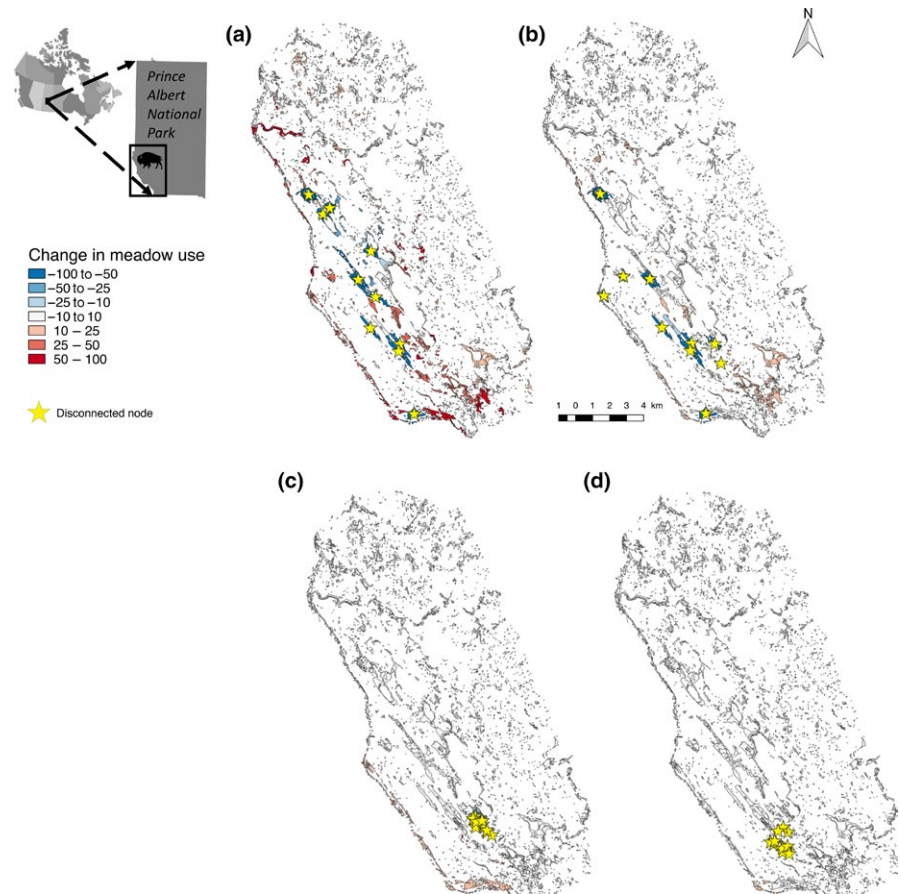 (a)
(b)
N
Prince
Albert
National
Park
Change in meadow use
−100 to −50
−50 to −25
−25 to −10
−10 to 10
10 – 25
25 – 50
50 – 100
Disconnected node
1 0 1 2 3 4 km
(c)
(d)